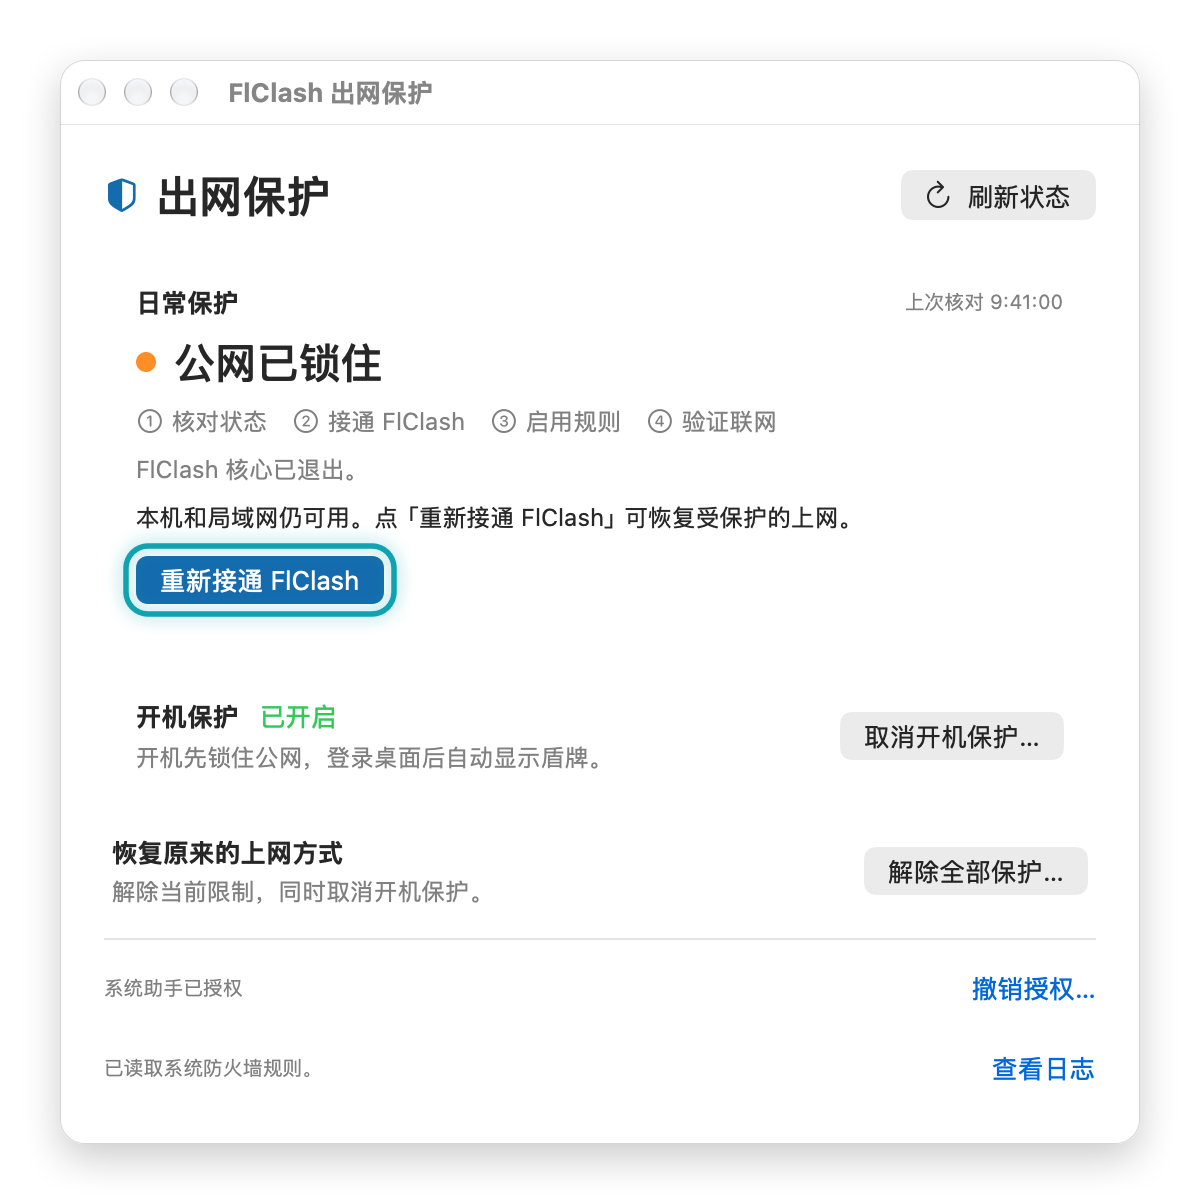 FlClash 出网保护
出网保护
刷新状态
日常保护
上次核对 9:41:00
公网已锁住
① 核对状态 ② 接通 FlClash ③ 启用规则 ④ 验证联网
FlClash 核心已退出。
本机和局域网仍可用。点「重新接通 FlClash」可恢复受保护的上网。
重新接通 FlClash
开机保护 已开启
开机先锁住公网，登录桌面后自动显示盾牌。
取消开机保护...
恢复原来的上网方式
解除当前限制，同时取消开机保护。
解除全部保护...
系统助手已授权
撤销授权...
已读取系统防火墙规则。
查看日志